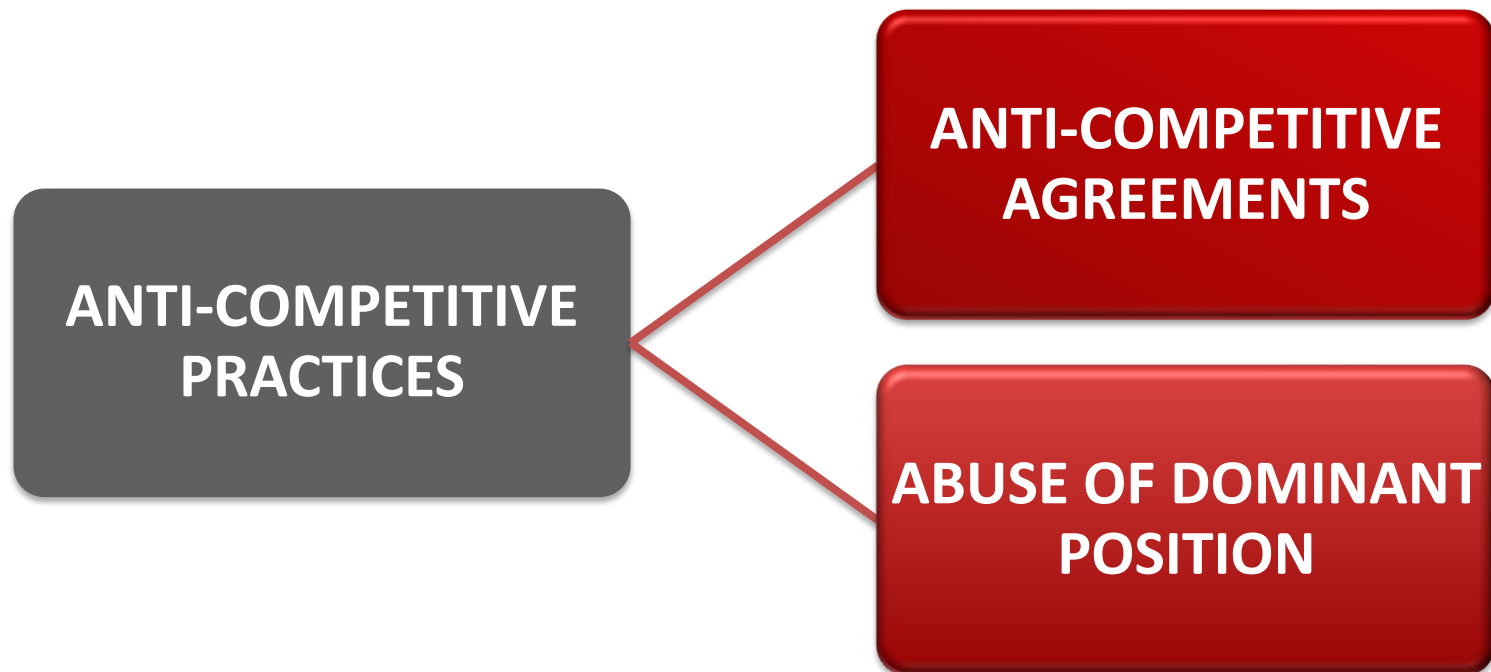 ANTI-COMPETITIVE
PRACTICES
ANTI-COMPETITIVE
AGREEMENTS
ABUSE OF DOMINANT
POSITION